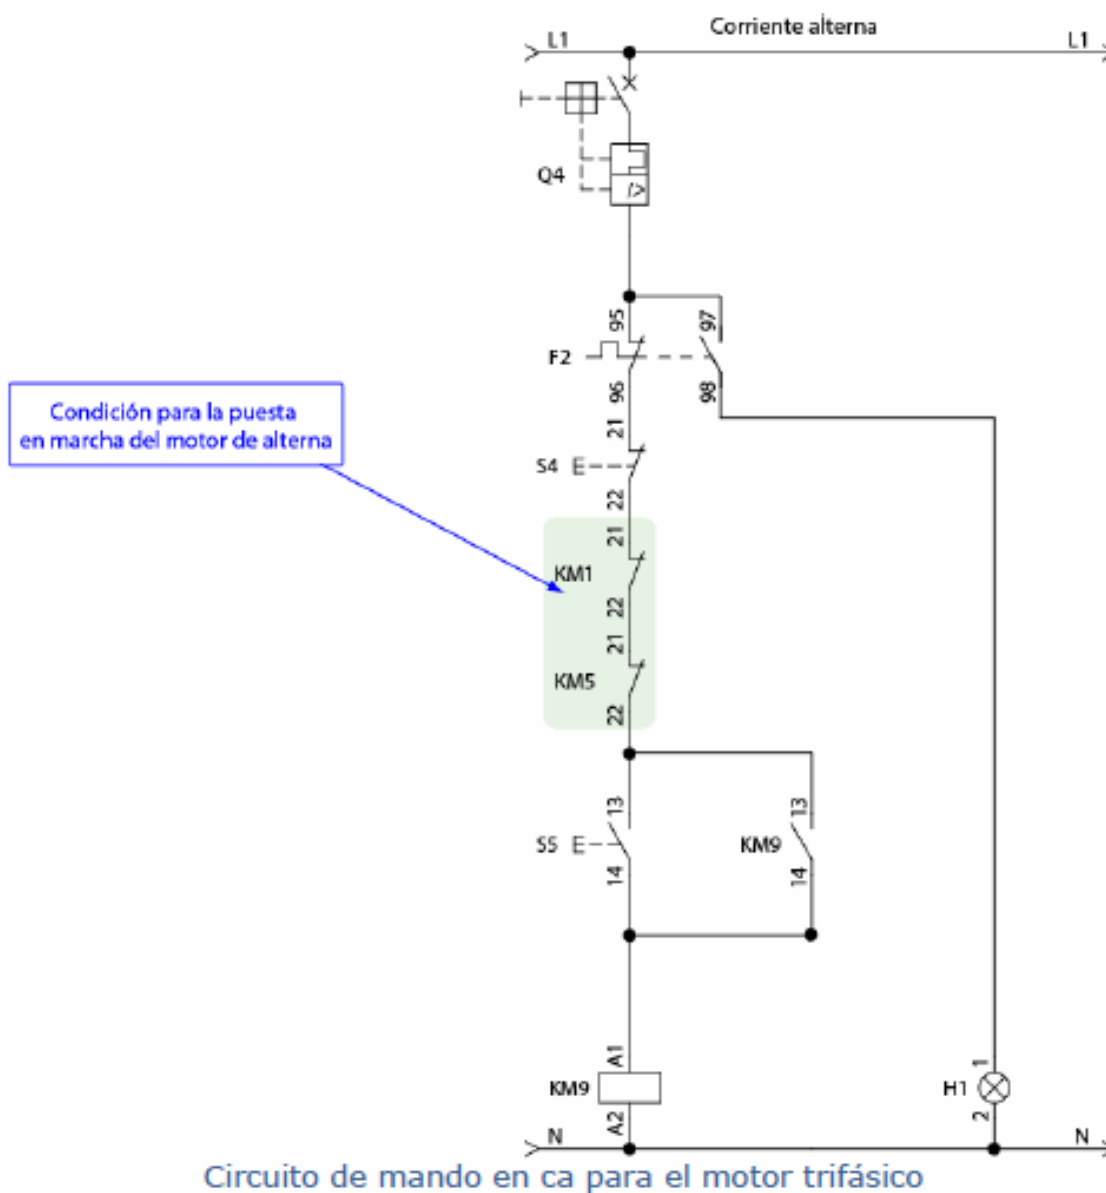 Corriente alterna
L1
L1
Q4
95
97
F2
96
98
Condición para la puesta
en marcha del motor de alterna
21
S4
22
21
KM1
22
21
KM5
22
13
13
S5
KM9
14
14
A1
1
KM9
H1
A2
2
N
N
Circuito de mando en ca para el motor trifásico